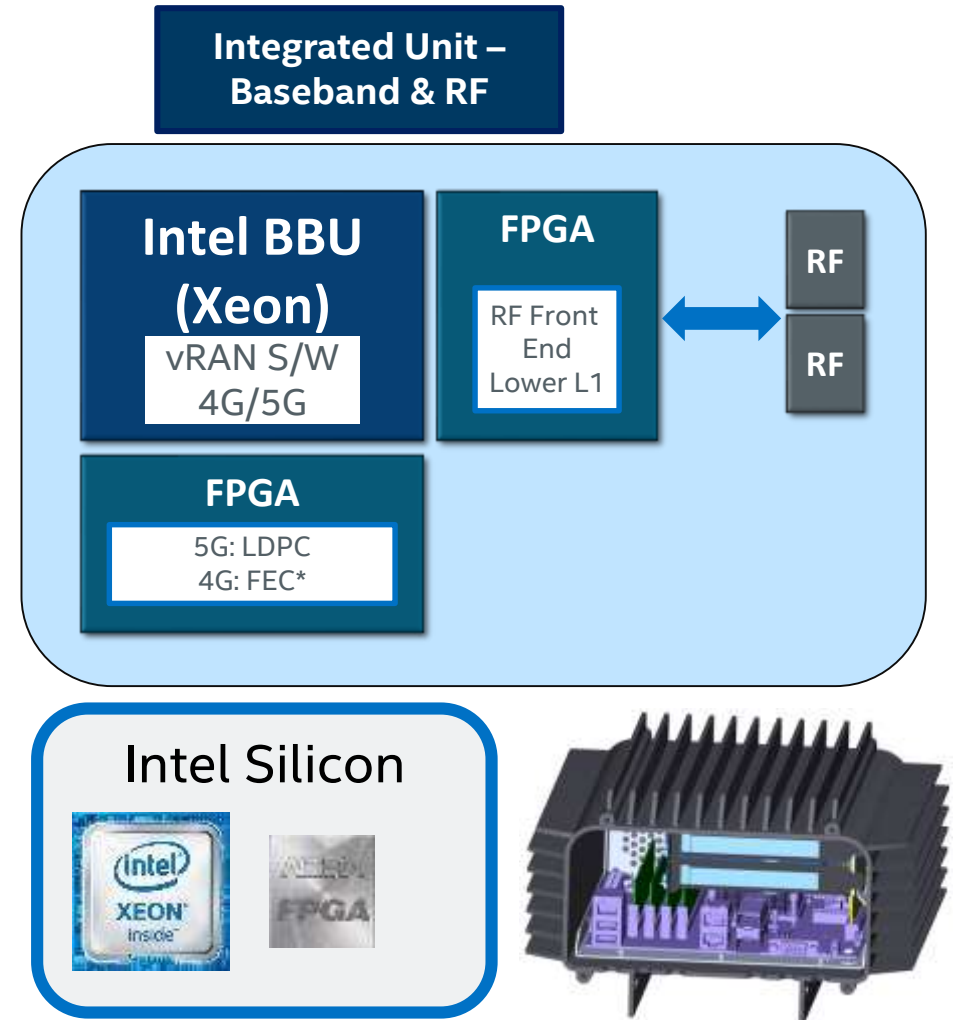 Integrated Unit –
Baseband & RF
Intel BBU
(Xeon)
vRAN S/W
4G/5G
FPGA
RF Front
End
Lower L1
RF
RF
FPGA
5G: LDPC
4G: FEC*
Intel Silicon
intel
XEON®
inside™
FPGA